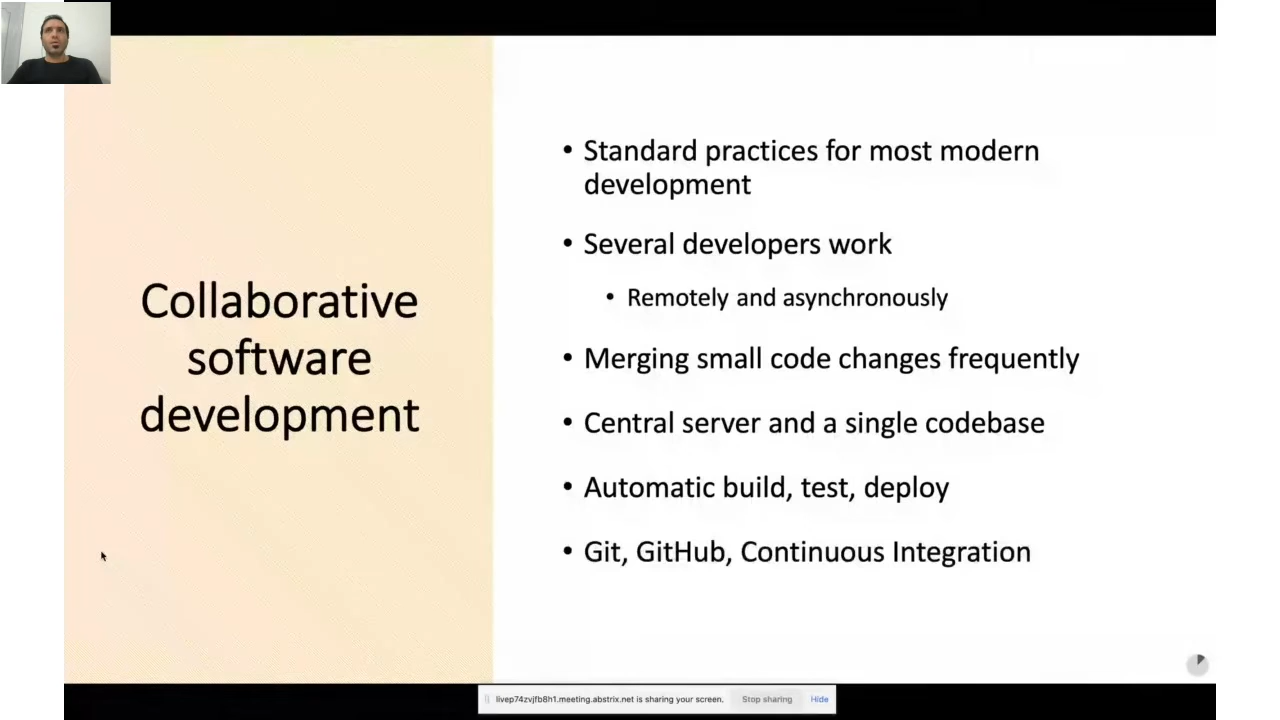 Collaborative
software
development
• Standard practices for most modern
development
• Several developers work
• Remotely and asynchronously
• Merging small code changes frequently
• Central server and a single codebase
• Automatic build, test, deploy
• Git, GitHub, Continuous Integration
livep74zvjfb8h1.meeting.abstrix.net is sharing your screen. Stop sharing Hide